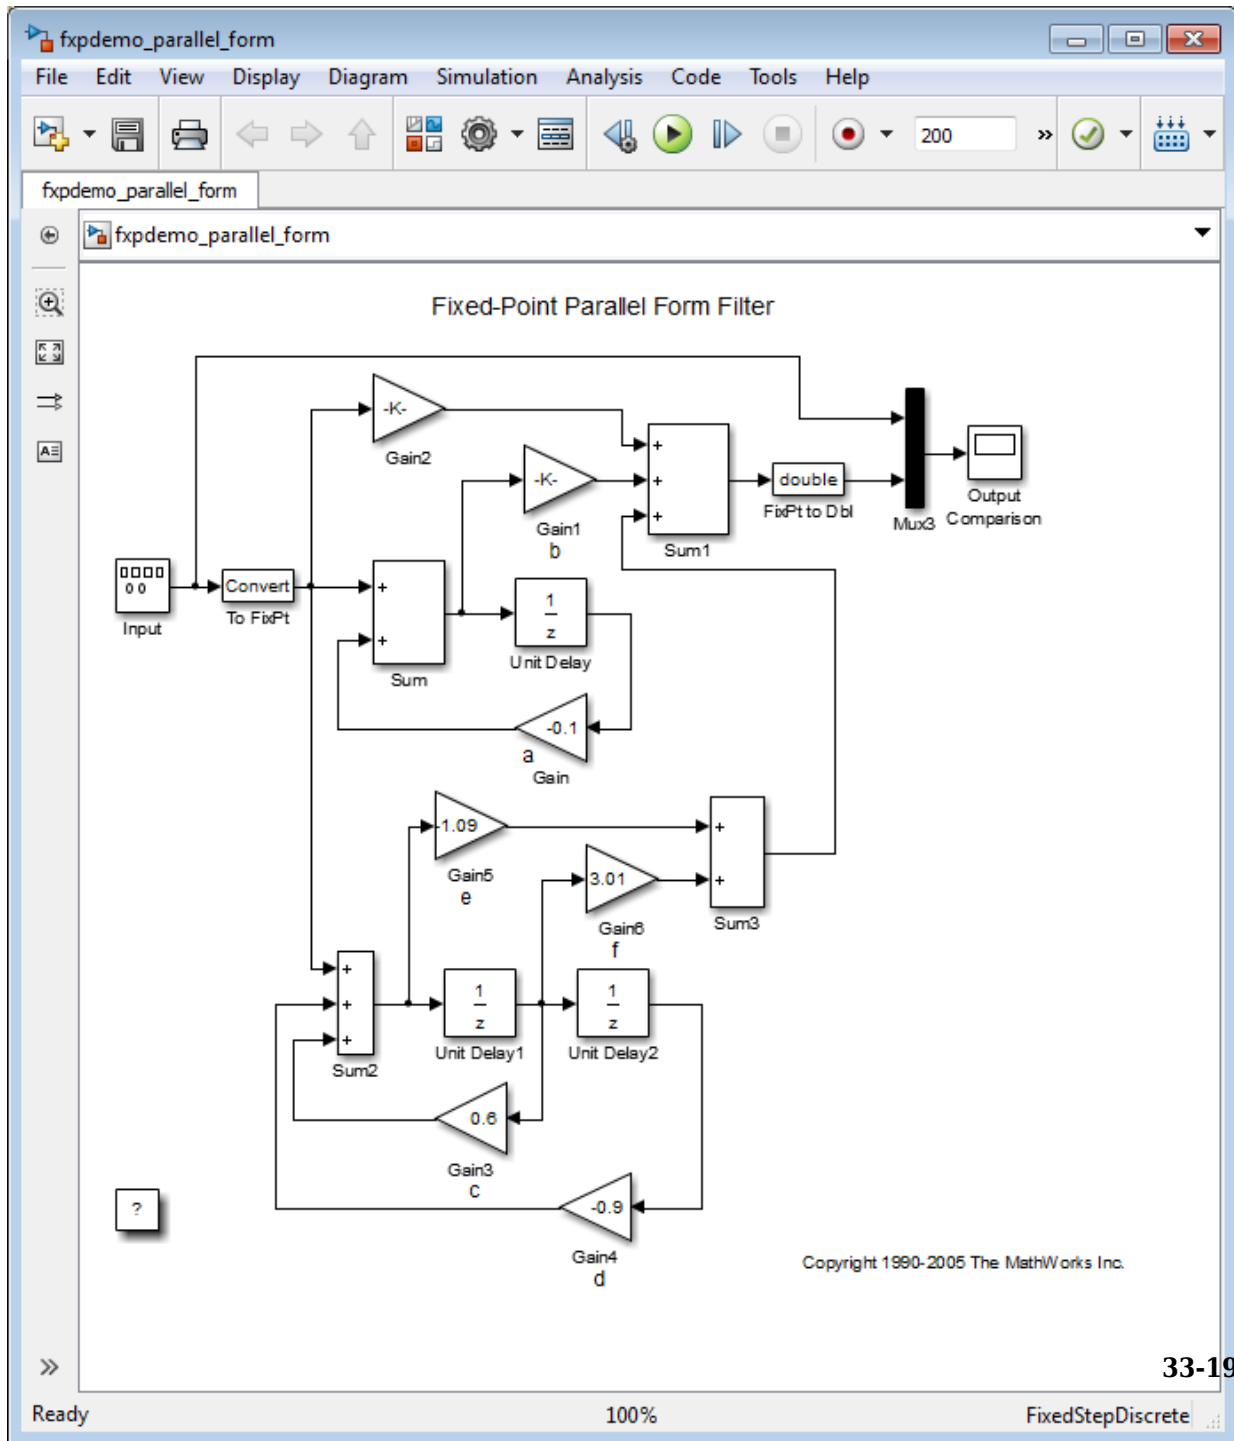 fxpdemo_parallel_form
File Edit View Display Diagram Simulation Analysis Code Tools Help
200
fxpdemo_parallel_form
fxpdemo_parallel_form
Fixed-Point Parallel Form Filter
-K-
Gain2
-K-
Gain1
b
+
+
+
Sum1
double
FixPt to Dbl
Mux3
Output
Comparison
Input
Convert
To FixPt
+
+
Sum
1
z
Unit Delay
-0.1
a
Gain
-1.09
Gain5
e
3.01
Gain6
f
+
+
Sum3
+
+
+
Sum2
1
z
Unit Delay1
1
z
Unit Delay2
0.6
Gain3
c
-0.9
Gain4
d
?
Copyright 1990-2005 The MathWorks Inc.
33-19
Ready 100% FixedStepDiscrete